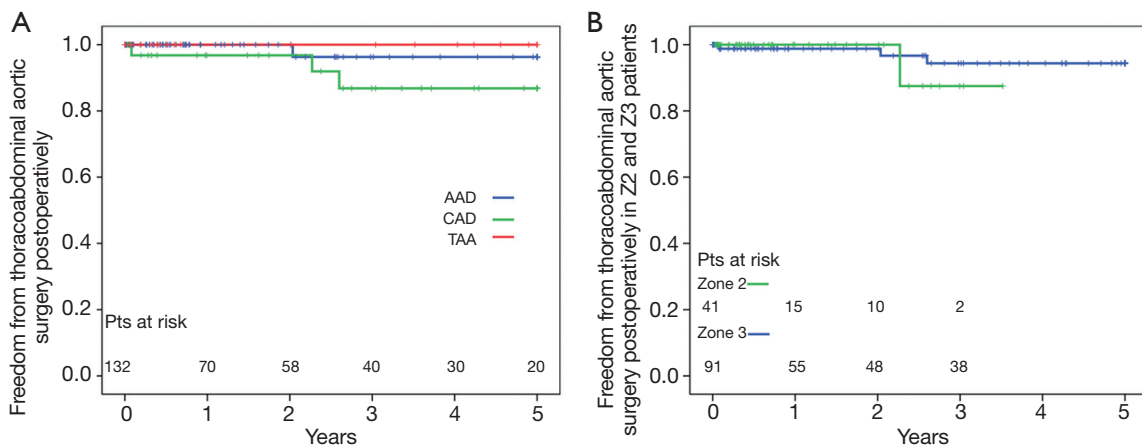 A
Freedom from thoracoabdominal aortic
surgery postoperatively
1.0
0.8
0.6
0.4
0.2
0.0
AAD
CAD
TAA
Pts at risk
132 70 58 40 30 20
0 1 2 3 4 5
Years
B
Freedom from thoracoabdominal aortic
surgery postoperatively in Z2 and Z3 patients
1.0
0.8
0.6
0.4
0.2
0.0
Pts at risk
Zone 2
41 15 10 2
Zone 3
91 55 48 38
0 1 2 3 4 5
Years